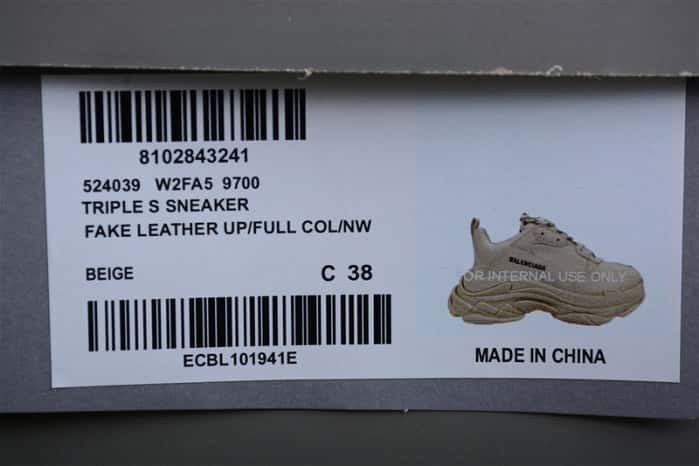 8102843241
524039 W2FA5 9700
TRIPLE S SNEAKER
FAKE LEATHER UP/FULL COL/NW
BEIGE C 38
ECBL101941E
BALENCIAGA
FOR INTERNAL USE ONLY
MADE IN CHINA